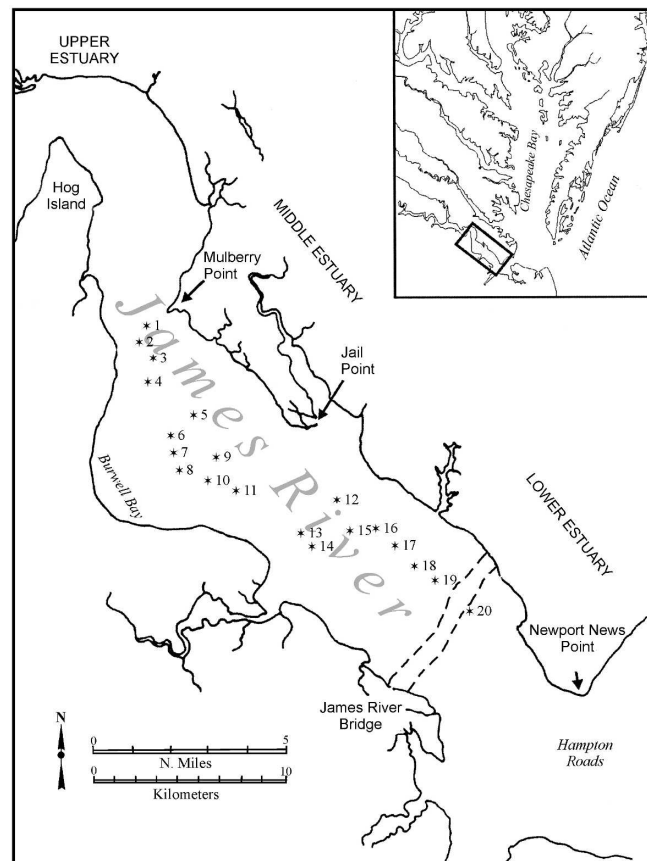 UPPER
ESTUARY
Hog
Island
Mulberry
Point
MIDDLE ESTUARY
Jail
Point
Chesapeake Bay
Atlantic Ocean
James River
1
2
3
4
5
6
7
8
9
10
11
12
13
14
15
16
17
18
19
20
Burwell Bay
LOWER ESTUARY
Newport News
Point
James River
Bridge
Hampton
Roads
N
0 5
N. Miles
0 10
Kilometers